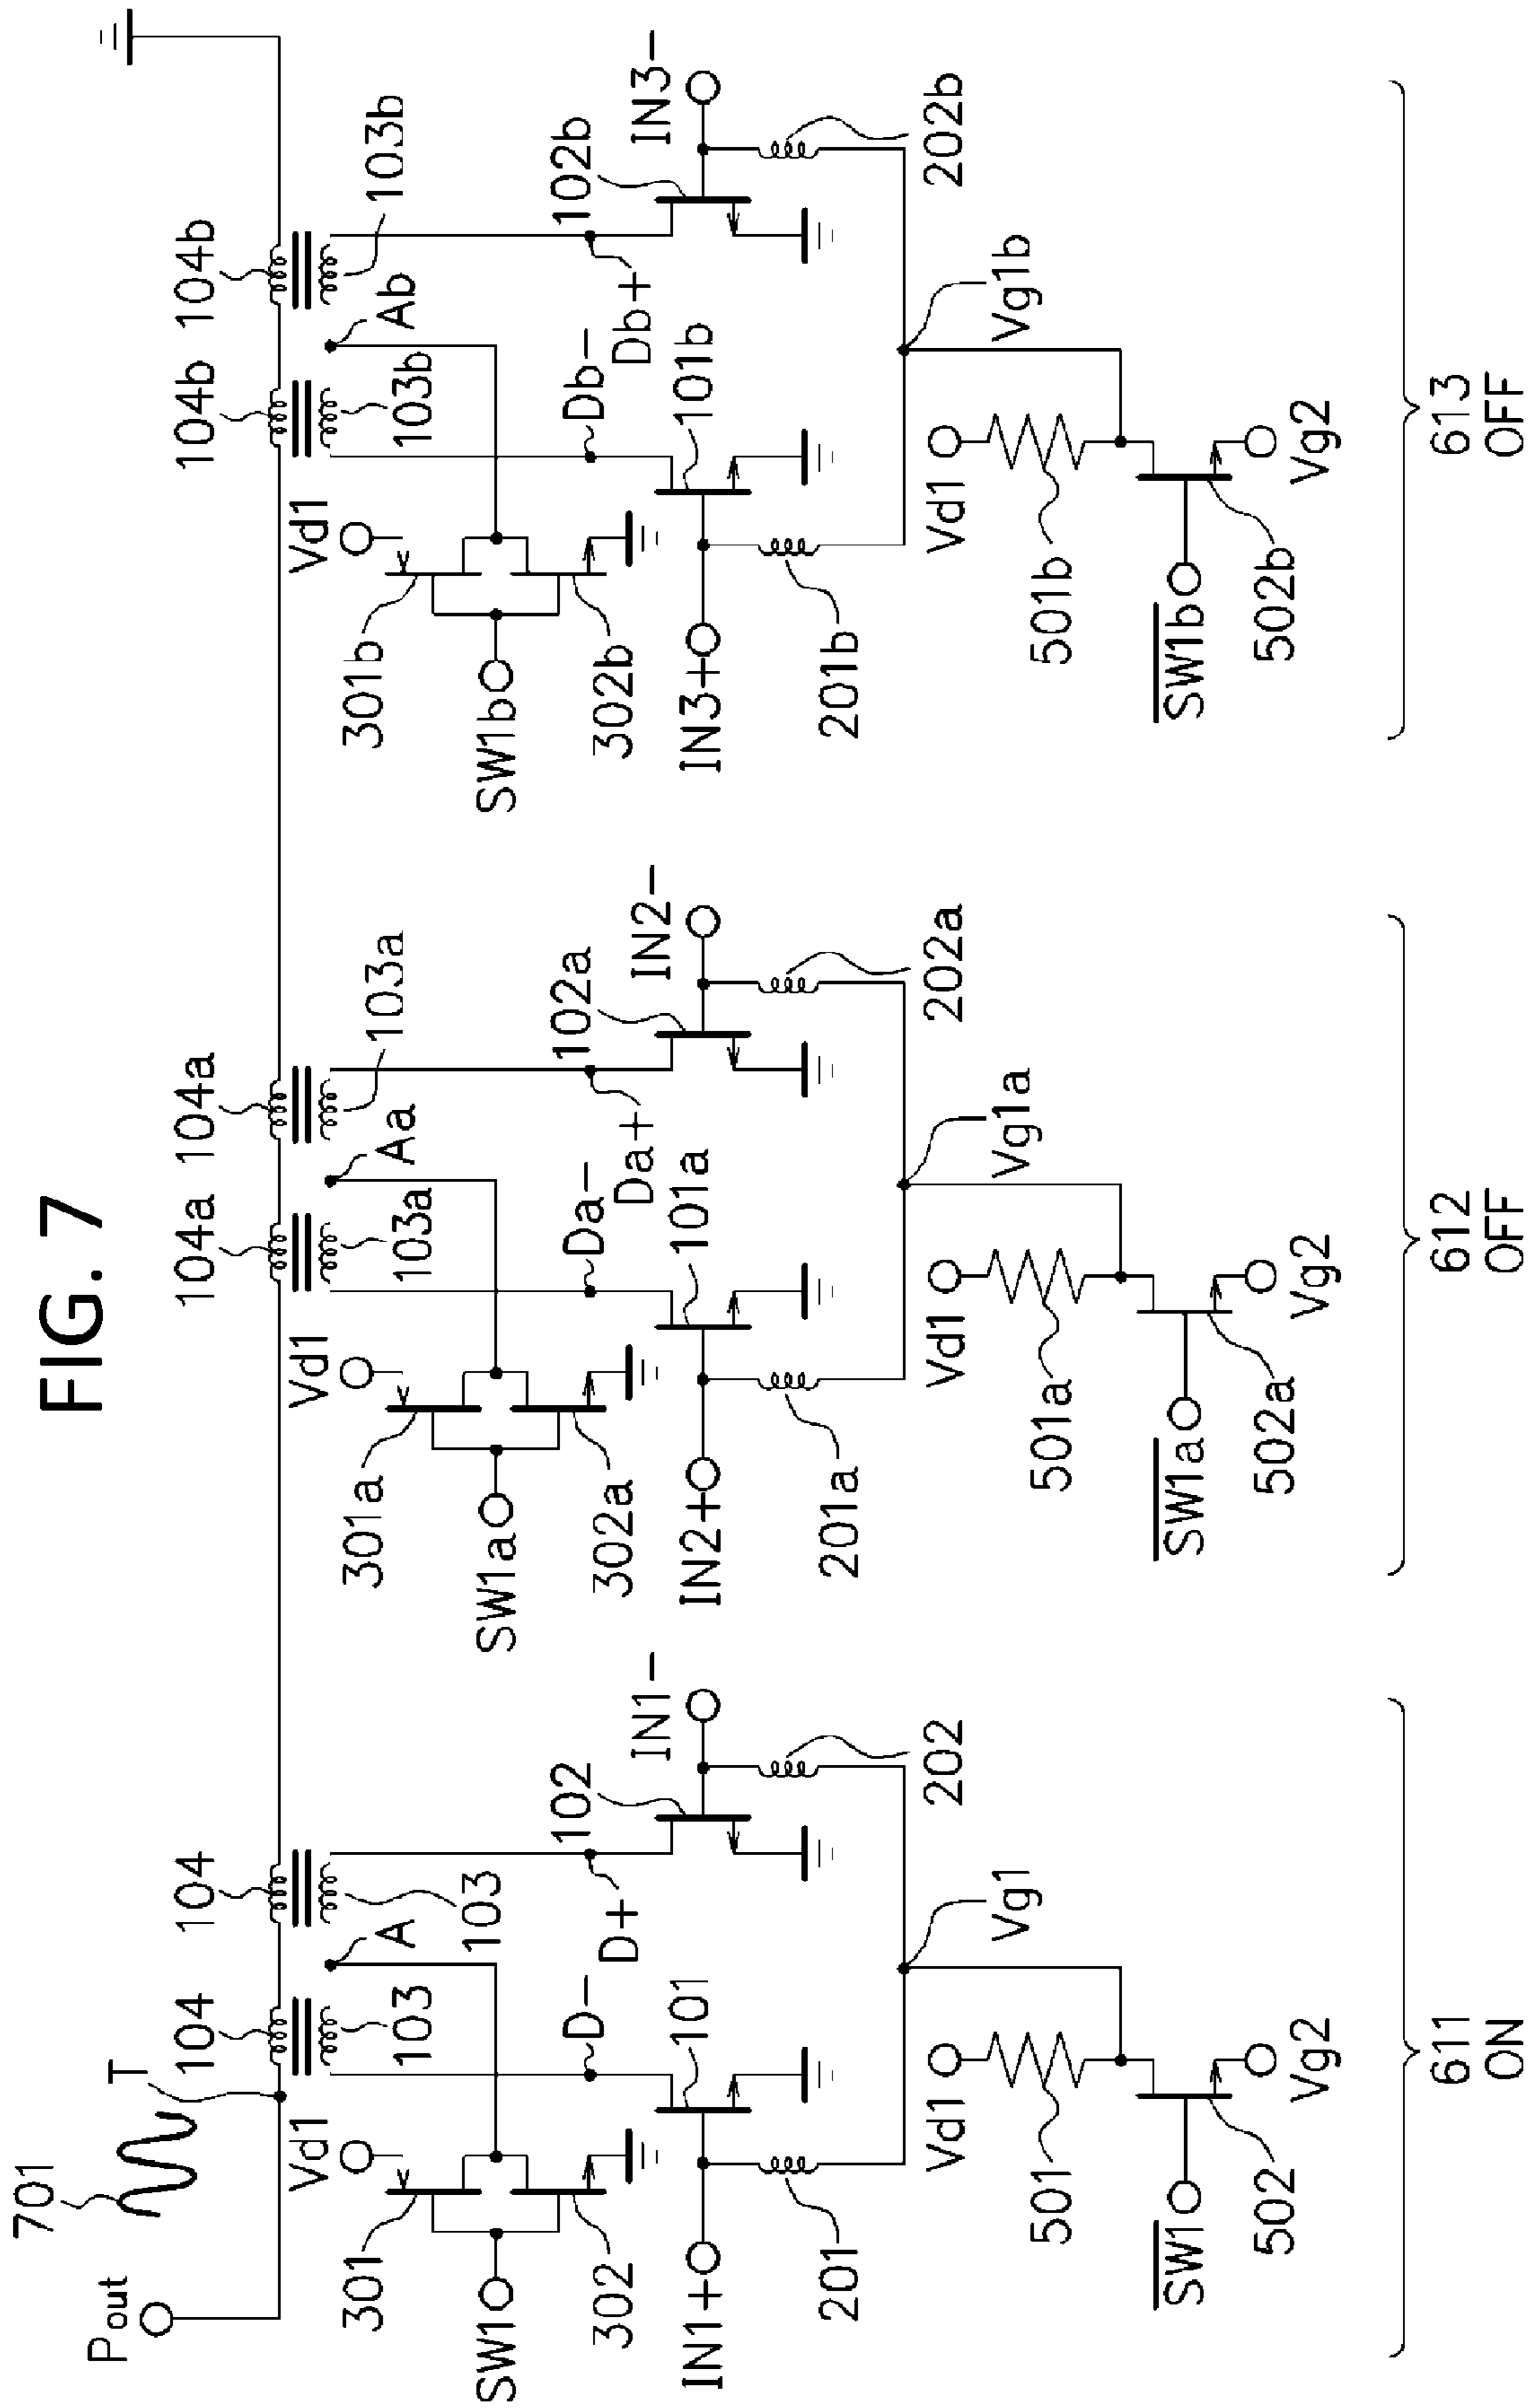 FIG. 7
701
Pout
T
104
104
104a
104a
104b
104b
Vd1
A
103
103
Vd1
Aa
103a
103a
Vd1
Ab
103b
103b
301
SW1
302
D-
D+
102
101
IN1-
IN1+
301a
SW1a
302a
Da-
Da+
102a
101a
IN2-
IN2+
301b
SW1b
302b
Db-
Db+
102b
101b
IN3-
IN3+
201
202
201a
202a
201b
202b
Vd1
Vg1
501
Vd1
Vg1a
501a
Vd1
Vg1b
501b
S̅W̅1̅
502
Vg2
S̅W̅1̅a̅
502a
Vg2
S̅W̅1̅b̅
502b
Vg2
611
ON
612
OFF
613
OFF